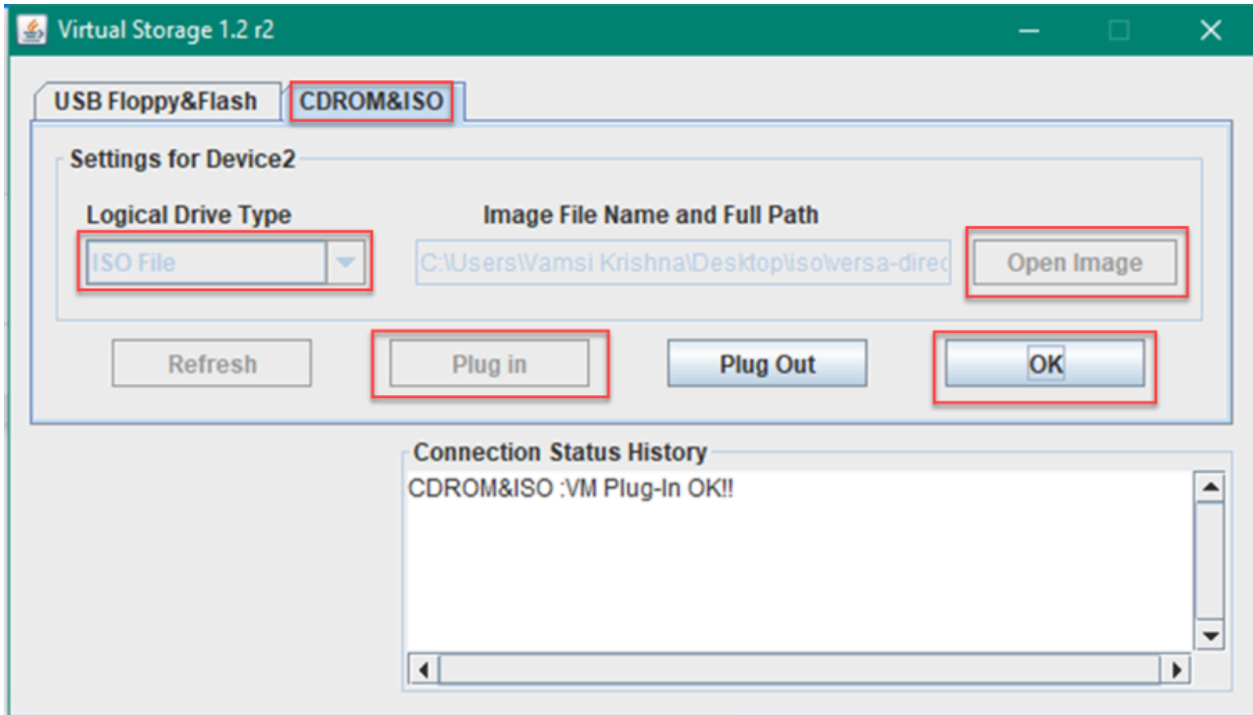 Virtual Storage 1.2 r2
USB Floppy&Flash CDROM&ISO
Settings for Device2
Logical Drive Type Image File Name and Full Path
ISO File C:\Users\Vamsi Krishna\Desktop\iso\versa-direc Open Image
Refresh Plug in Plug Out OK
Connection Status History
CDROM&ISO :VM Plug-In OK!!